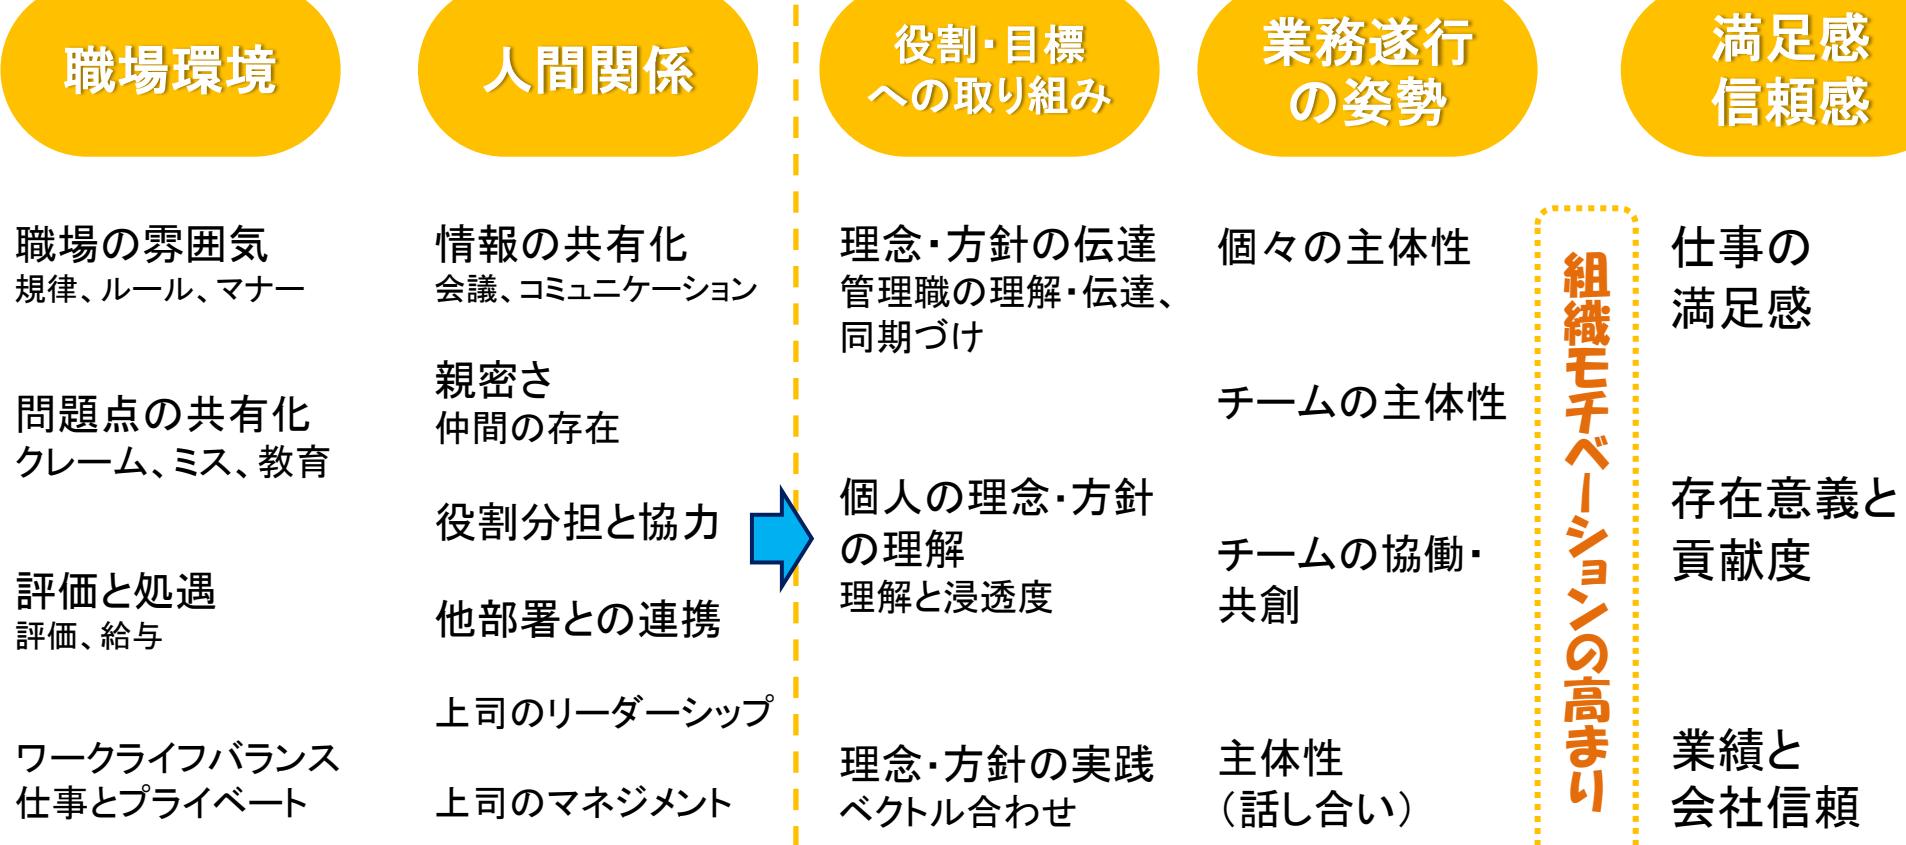 職場環境
職場の雰囲気
規律、ルール、マナー
問題点の共有化
クレーム、ミス、教育
評価と処遇
評価、給与
ワークライフバランス
仕事とプライベート
人間関係
情報の共有化
会議、コミュニケーション
親密さ
仲間の存在
役割分担と協力
他部署との連携
上司のリーダーシップ
上司のマネジメント
役割・目標
への取り組み
理念・方針の伝達
管理職の理解・伝達、
同期づけ
個人の理念・方針
の理解
理解と浸透度
理念・方針の実践
ベクトル合わせ
業務遂行
の姿勢
個々の主体性
チームの主体性
チームの協働・
共創
主体性
（話し合い）
組織モチベーションの高まり
満足感
信頼感
仕事の
満足感
存在意義と
貢献度
業績と
会社信頼